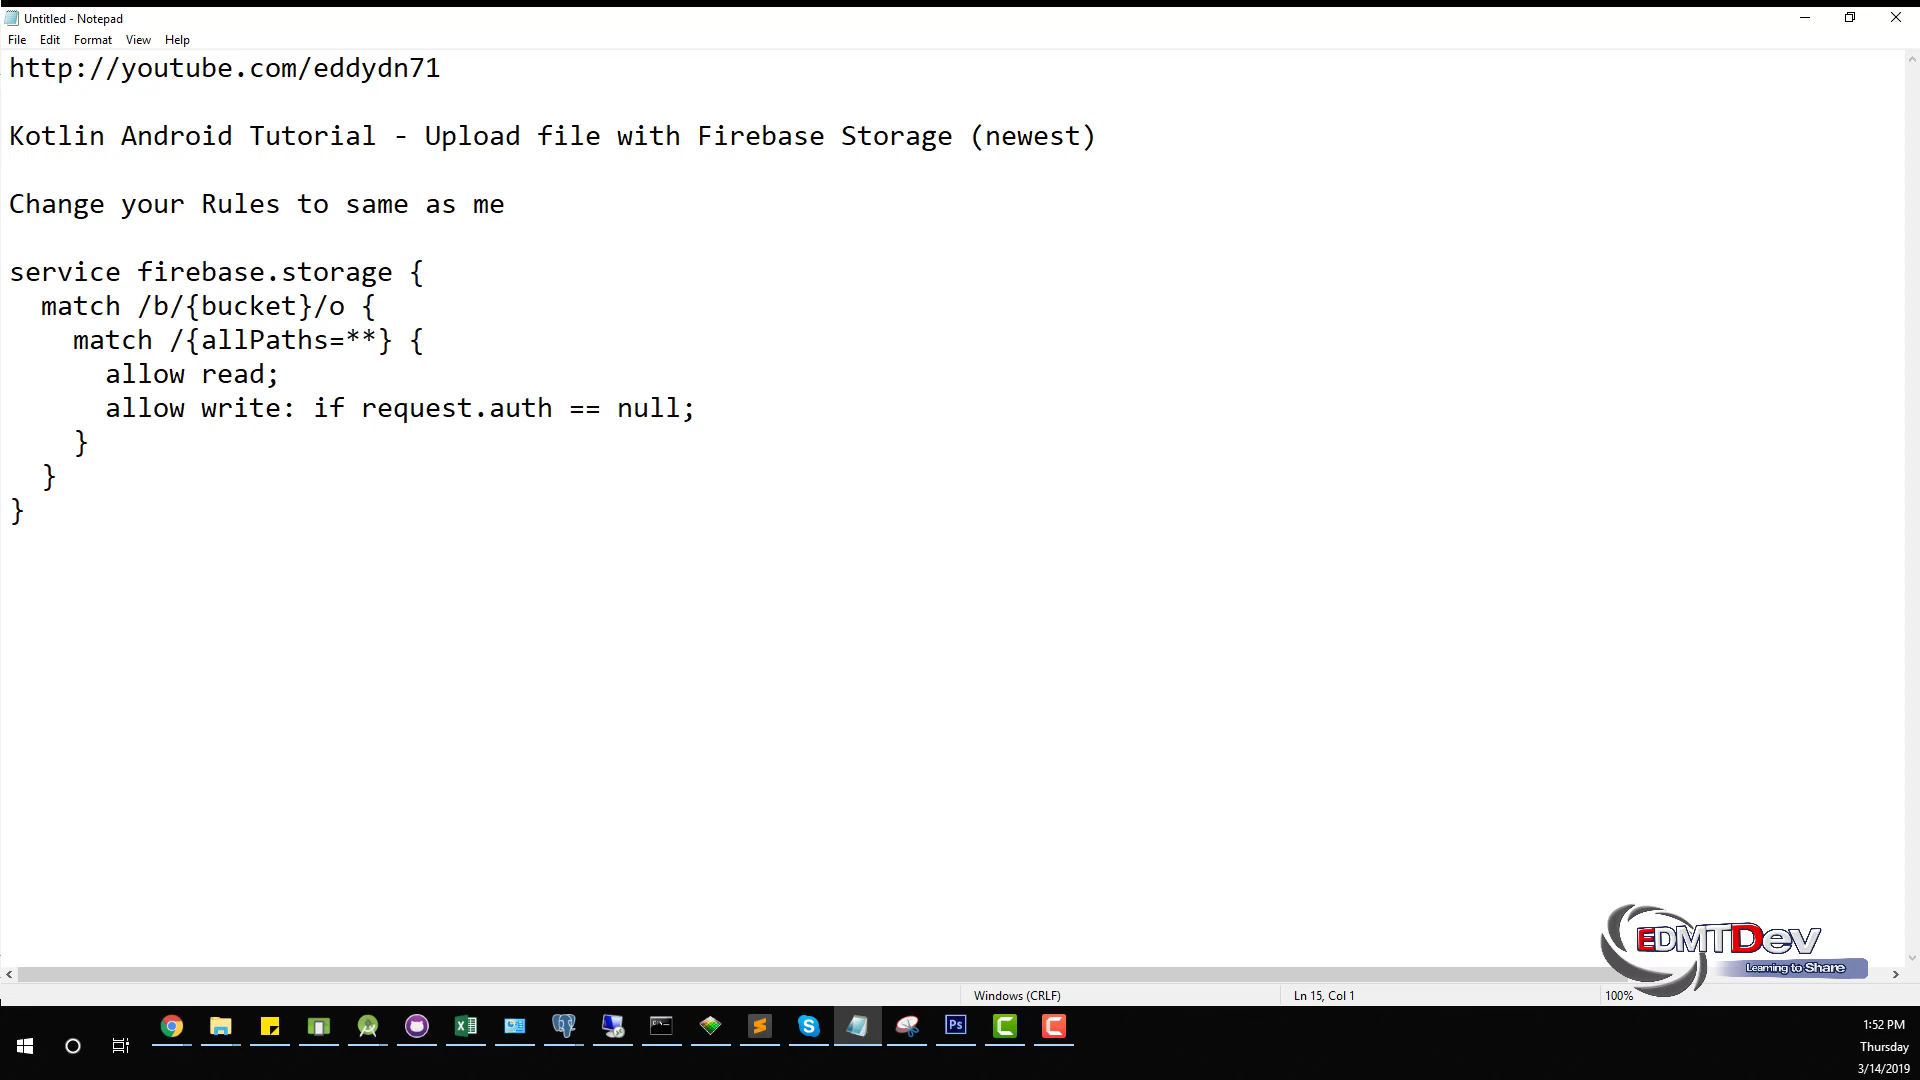 Untitled - Notepad
File Edit Format View Help
http://youtube.com/eddydn71
Kotlin Android Tutorial - Upload file with Firebase Storage (newest)
Change your Rules to same as me
service firebase.storage {
match /b/{bucket}/o {
match /{allPaths=**} {
allow read;
allow write: if request.auth == null;
}
}
}
EDMTDev
Learning to Share
Windows (CRLF)
Ln 15, Col 1
100%
Ps
1:52 PM
Thursday
3/14/2019